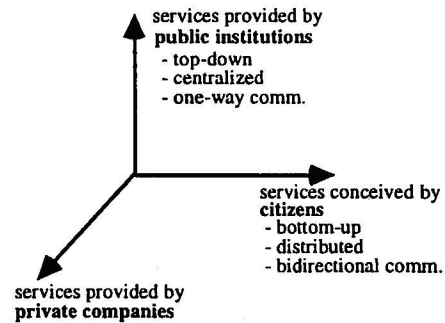 services provided by
public institutions
- top-down
- centralized
- one-way comm.
services conceived by
citizens
- bottom-up
- distributed
- bidirectional comm.
services provided by
private companies